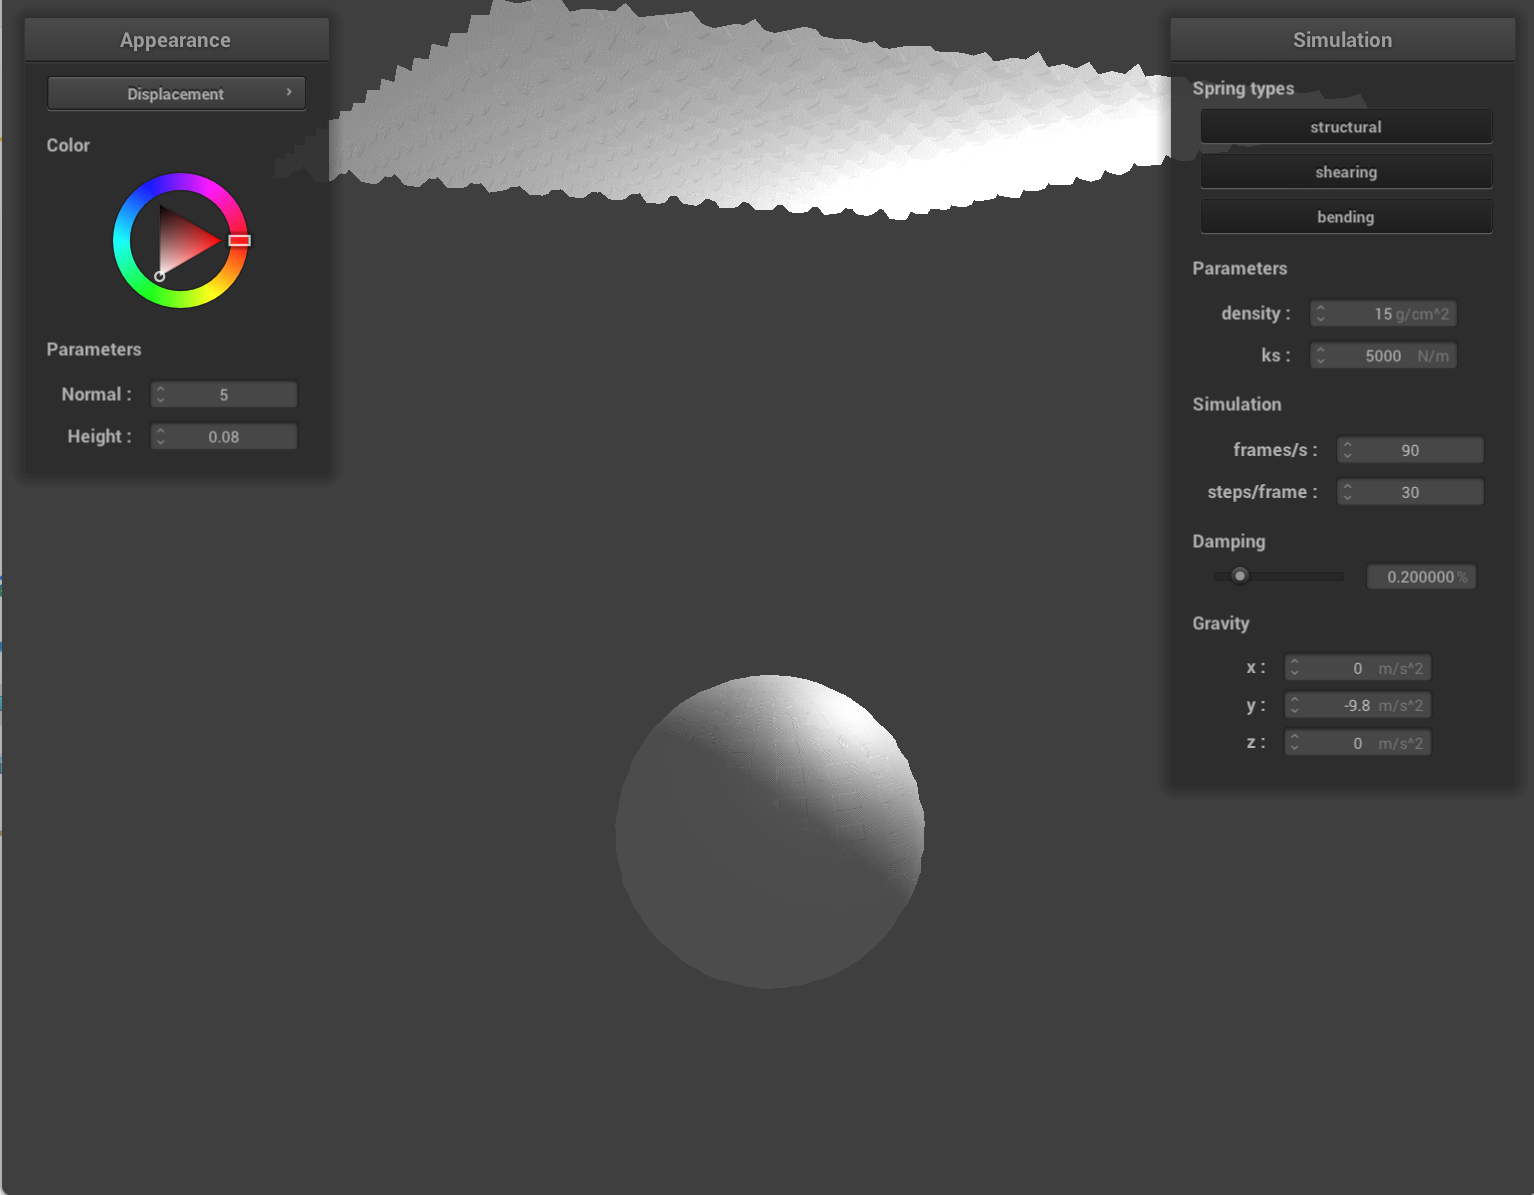 Appearance
Displacement
Color
Parameters
Normal : 5
Height : 0.08
Simulation
Spring types
structural
shearing
bending
Parameters
density : 15 g/cm^2
ks : 5000 N/m
Simulation
frames/s : 90
steps/frame : 30
Damping
0.200000 %
Gravity
x : 0 m/s^2
y : -9.8 m/s^2
z : 0 m/s^2